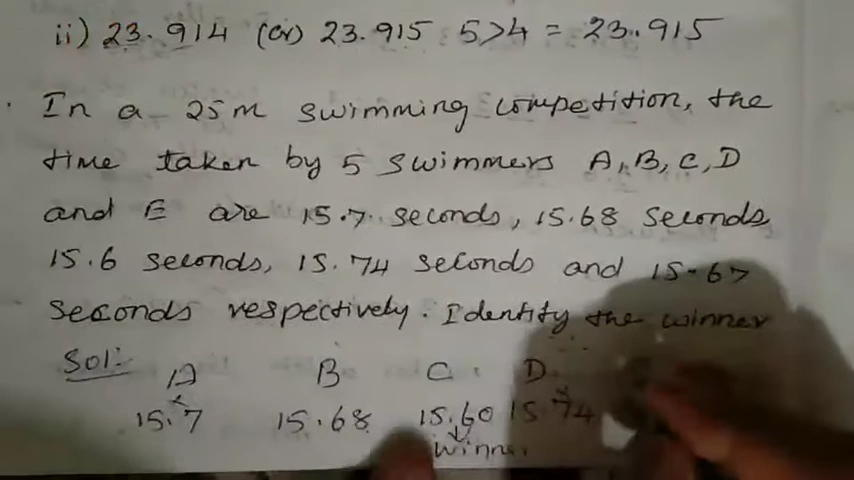 ii) 23.914 (or) 23.915 5>4 = 23.915
In a 25m swimming competition, the
time taken by 5 swimmers A, B, C, D
and E are 15.7 seconds, 15.68 seconds,
15.6 seconds, 15.74 seconds and 15.67
seconds respectively. Identify the winner
Sol:- A B C D
15.7 15.68 15.60 15.74
winner